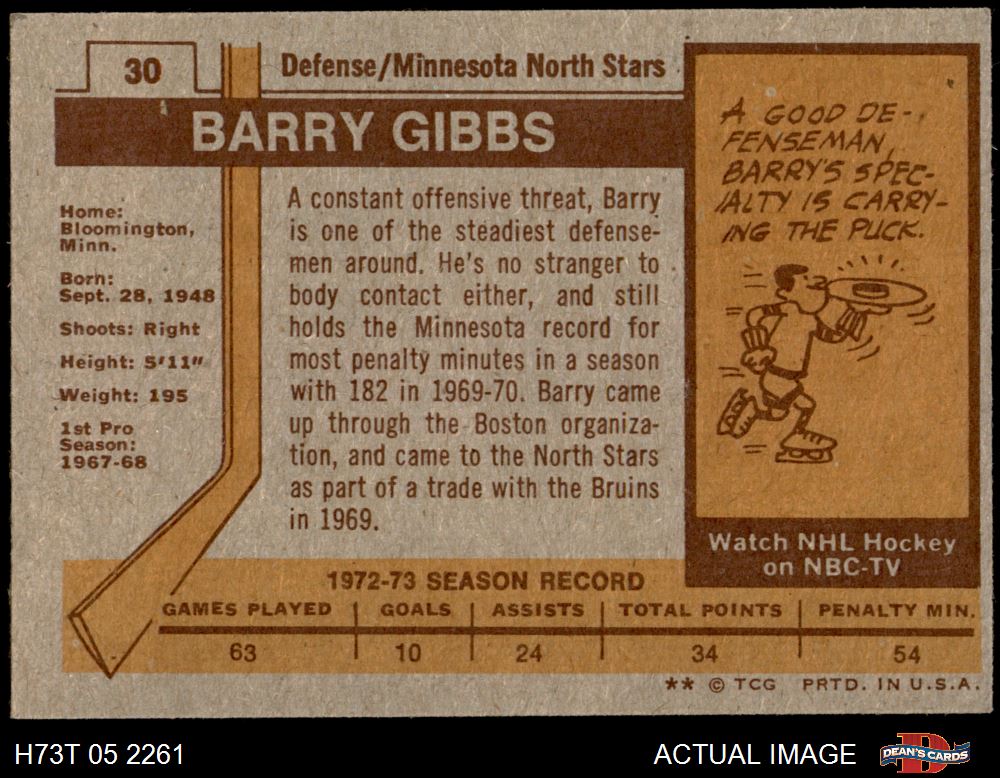 30
Defense/Minnesota North Stars
BARRY GIBBS
Home:
Bloomington,
Minn.
Born:
Sept. 28, 1948
Shoots: Right
Height: 5'11"
Weight: 195
1st Pro
Season:
1967-68
A constant offensive threat, Barry
is one of the steadiest defense-
men around. He's no stranger to
body contact either, and still
holds the Minnesota record for
most penalty minutes in a season
with 182 in 1969-70. Barry came
up through the Boston organiza-
tion, and came to the North Stars
as part of a trade with the Bruins
in 1969.
A GOOD DE-
FENSEMAN,
BARRY'S SPEC-
IALTY IS CARRY-
ING THE PUCK.
Watch NHL Hockey
on NBC-TV
1972-73 SEASON RECORD
GAMES PLAYED GOALS ASSISTS TOTAL POINTS PENALTY MIN.
63 10 24 34 54
** © TCG PRTD. IN U.S.A.
H73T 05 2261
ACTUAL IMAGE
DEAN'S CARDS